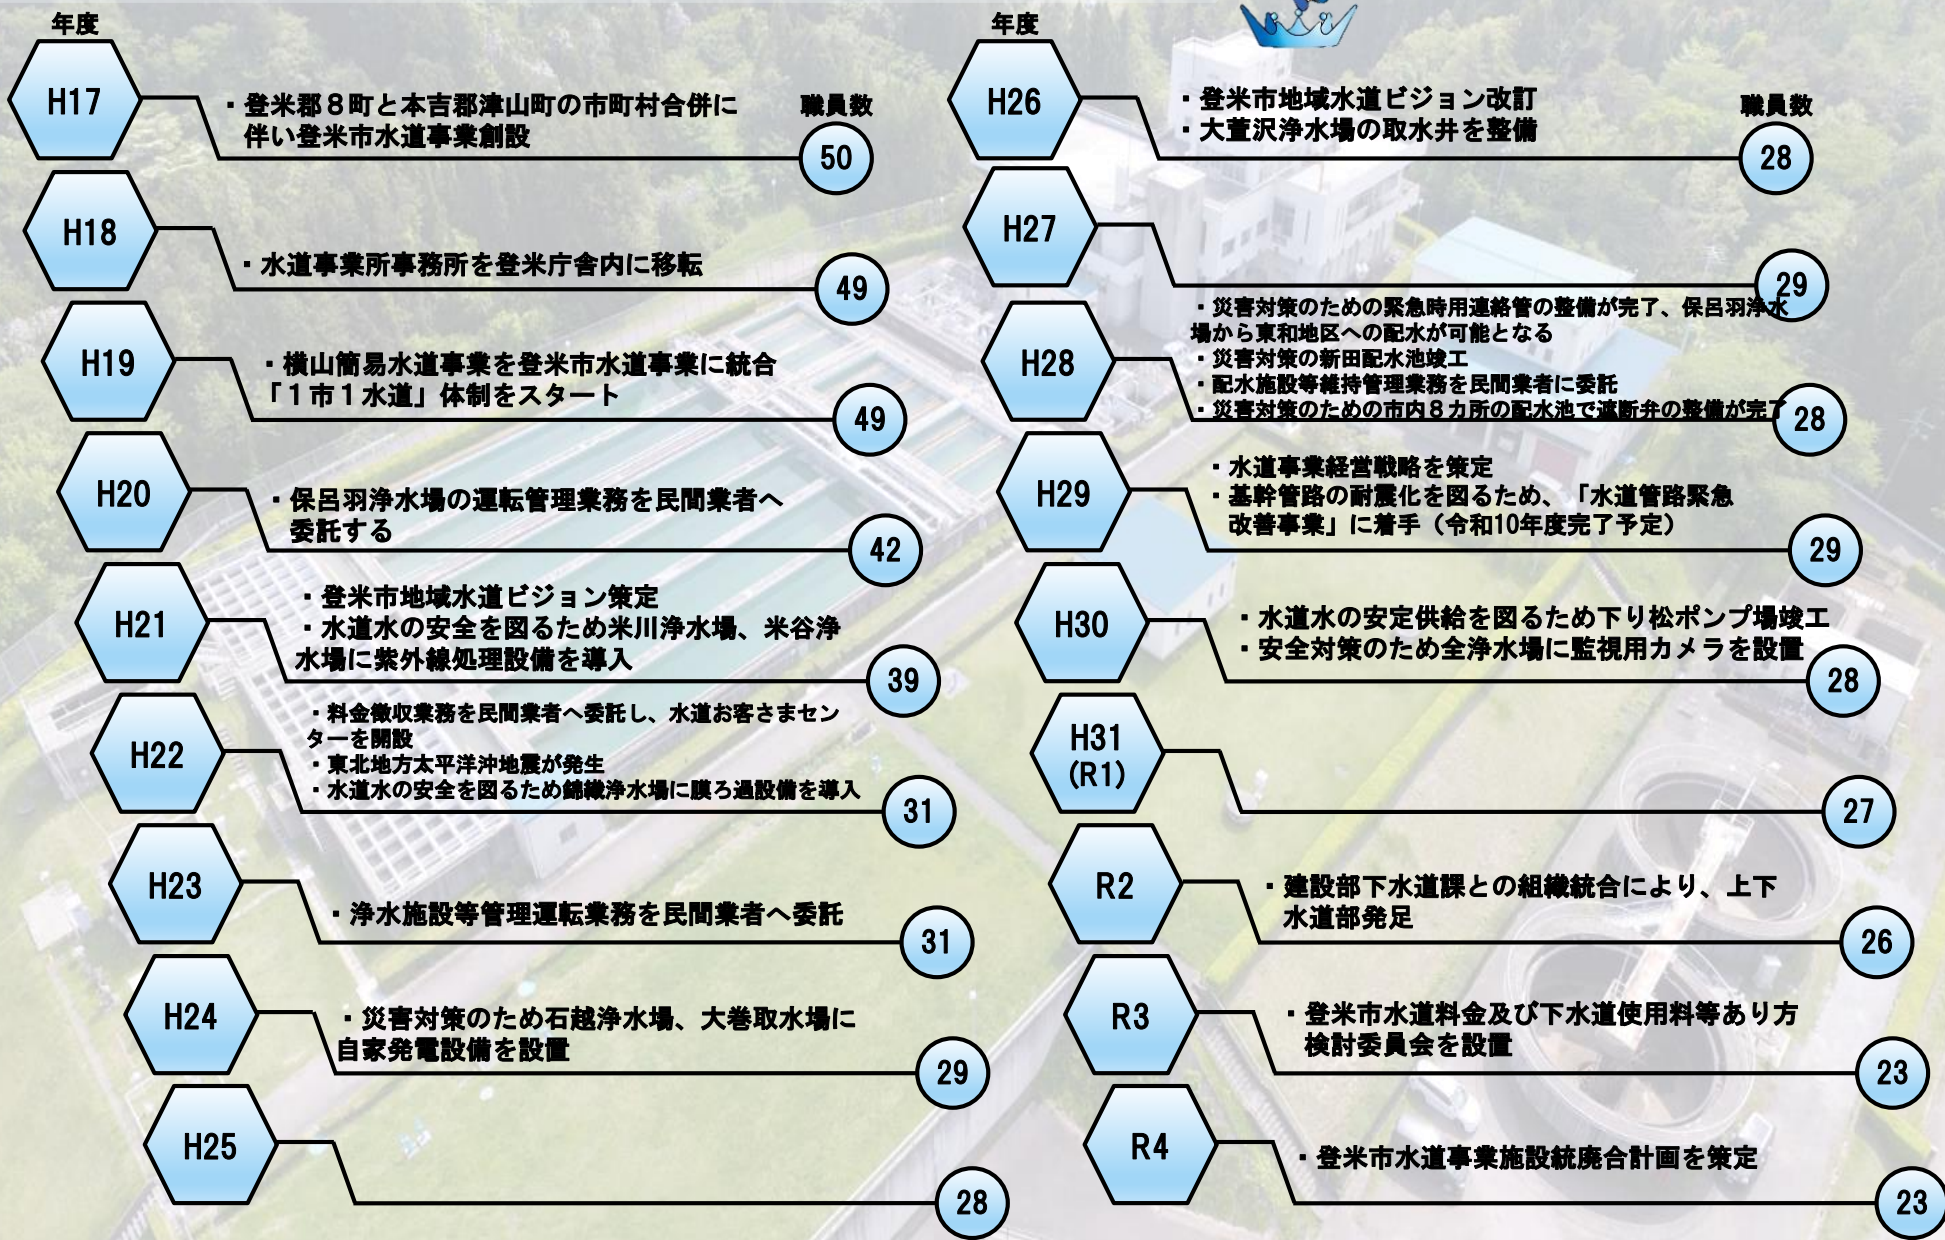 年度
H17
・登米郡８町と本吉郡津山町の市町村合併に
伴い登米市水道事業創設
職員数
50
H18
・水道事業所事務所を登米庁舎内に移転
49
H19
・横山簡易水道事業を登米市水道事業に統合
「１市１水道」体制をスタート
49
H20
・保呂羽浄水場の運転管理業務を民間業者へ
委託する
42
H21
・登米市地域水道ビジョン策定
・水道水の安全を図るため米川浄水場、米谷浄
水場に紫外線処理設備を導入
39
H22
・料金徴収業務を民間業者へ委託し、水道お客さまセン
ターを開設
・東北地方太平洋沖地震が発生
・水道水の安全を図るため錦織浄水場に膜ろ過設備を導入
31
H23
・浄水施設等管理運転業務を民間業者へ委託
31
H24
・災害対策のため石越浄水場、大巻取水場に
自家発電設備を設置
29
H25
28
年度
H26
・登米市地域水道ビジョン改訂
・大萱沢浄水場の取水井を整備
職員数
28
H27
29
H28
・災害対策のための緊急時用連絡管の整備が完了、保呂羽浄水
場から東和地区への配水が可能となる
・災害対策の新田配水池竣工
・配水施設等維持管理業務を民間業者に委託
・災害対策のための市内８カ所の配水池で遮断弁の整備が完了
28
H29
・水道事業経営戦略を策定
・基幹管路の耐震化を図るため、「水道管路緊急
改善事業」に着手（令和10年度完了予定）
29
H30
・水道水の安定供給を図るため下り松ポンプ場竣工
・安全対策のため全浄水場に監視用カメラを設置
28
H31
(R1)
27
R2
・建設部下水道課との組織統合により、上下
水道部発足
26
R3
・登米市水道料金及び下水道使用料等あり方
検討委員会を設置
23
R4
・登米市水道事業施設統廃合計画を策定
23